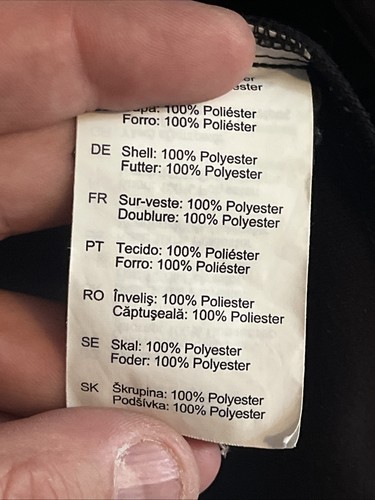 100% Poliéster
Forro: 100% Poliéster
DE Shell: 100% Polyester
Futter: 100% Polyester
FR Sur-veste: 100% Polyester
Doublure: 100% Polyester
PT Tecido: 100% Poliéster
Forro: 100% Poliéster
RO Înveliş: 100% Poliester
Căptuşeală: 100% Poliester
SE Skal: 100% Polyester
Foder: 100% Polyester
SK Škrupina: 100% Polyester
Podšívka: 100% Polyester